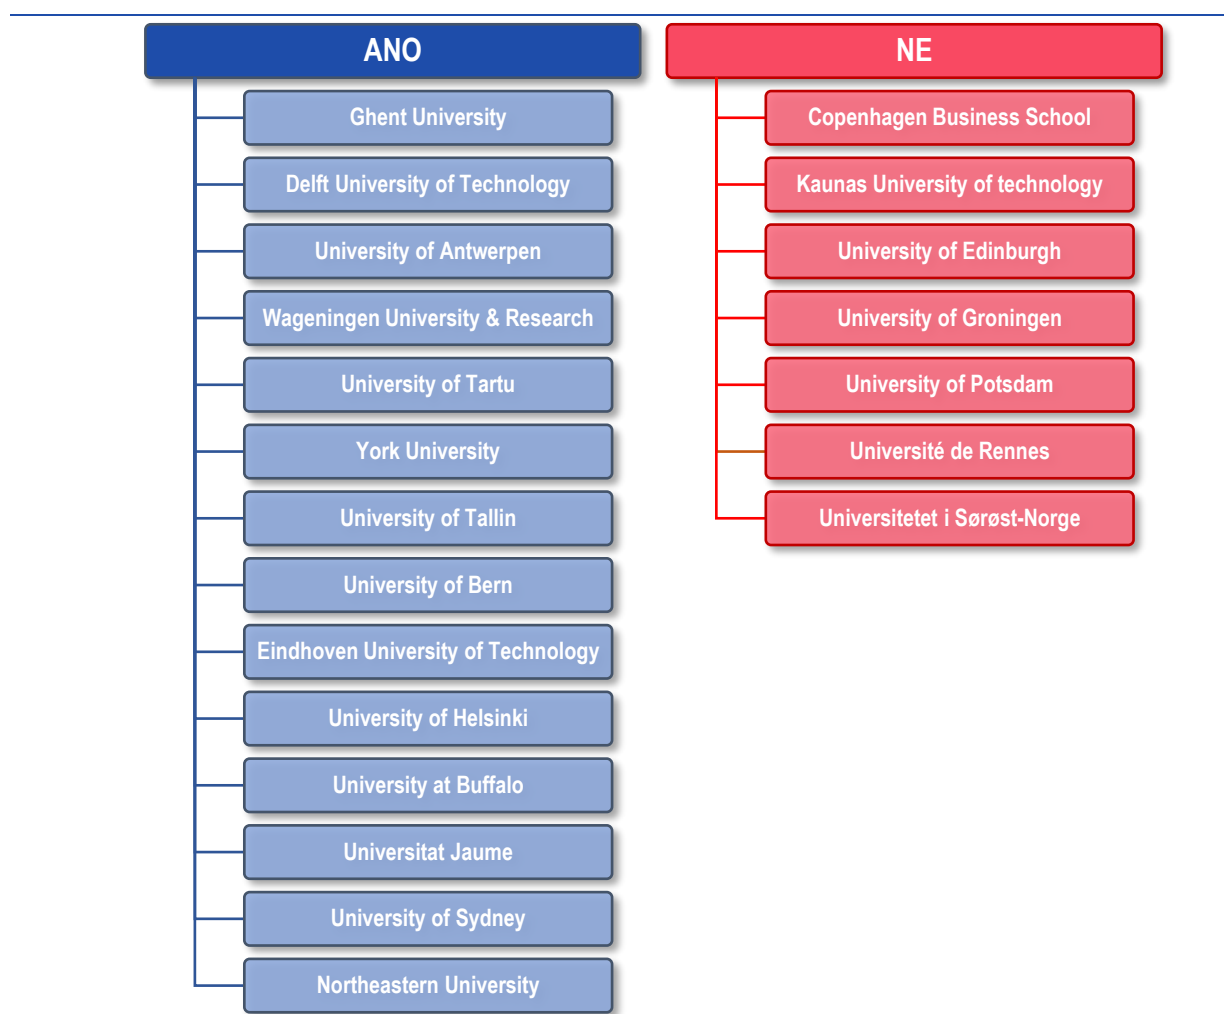 ANO
Ghent University
Delft University of Technology
University of Antwerpen
Wageningen University & Research
University of Tartu
York University
University of Tallin
University of Bern
Eindhoven University of Technology
University of Helsinki
University at Buffalo
Universitat Jaume
University of Sydney
Northeastern University
NE
Copenhagen Business School
Kaunas University of technology
University of Edinburgh
University of Groningen
University of Potsdam
Université de Rennes
Universitetet i Sørøst-Norge